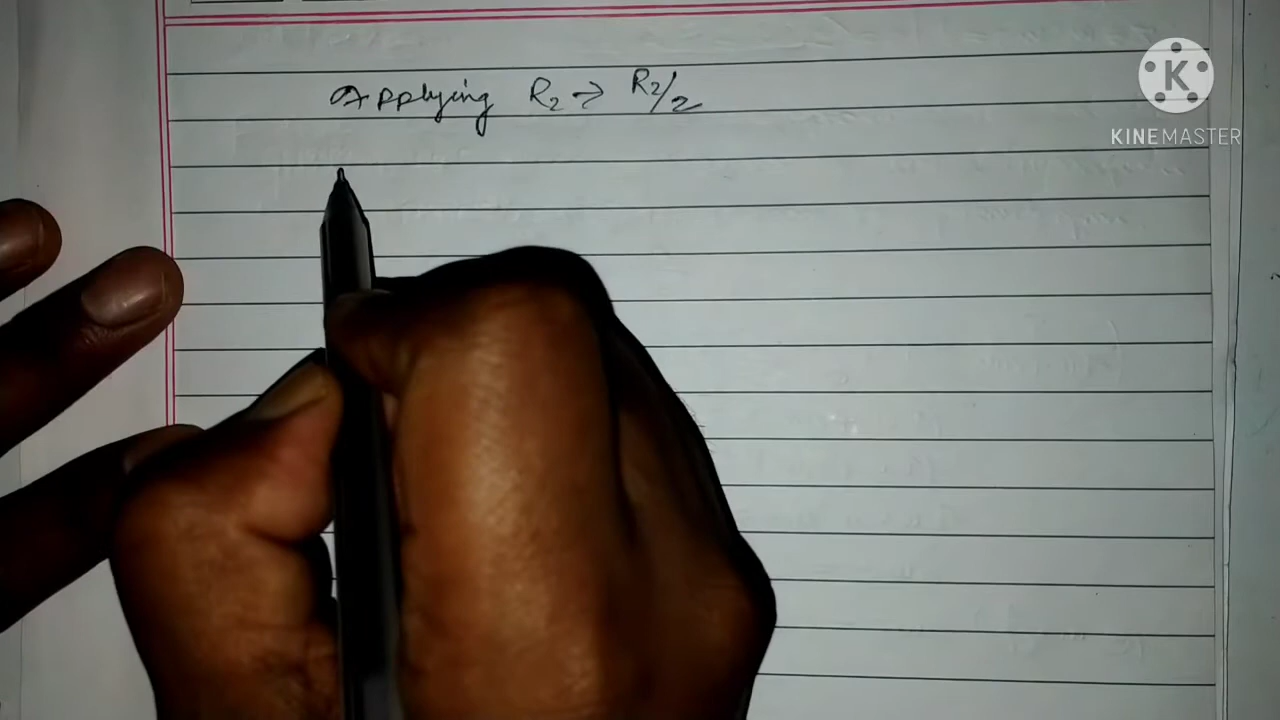 Applying R₂ → R₂/2
K
KINEMASTER